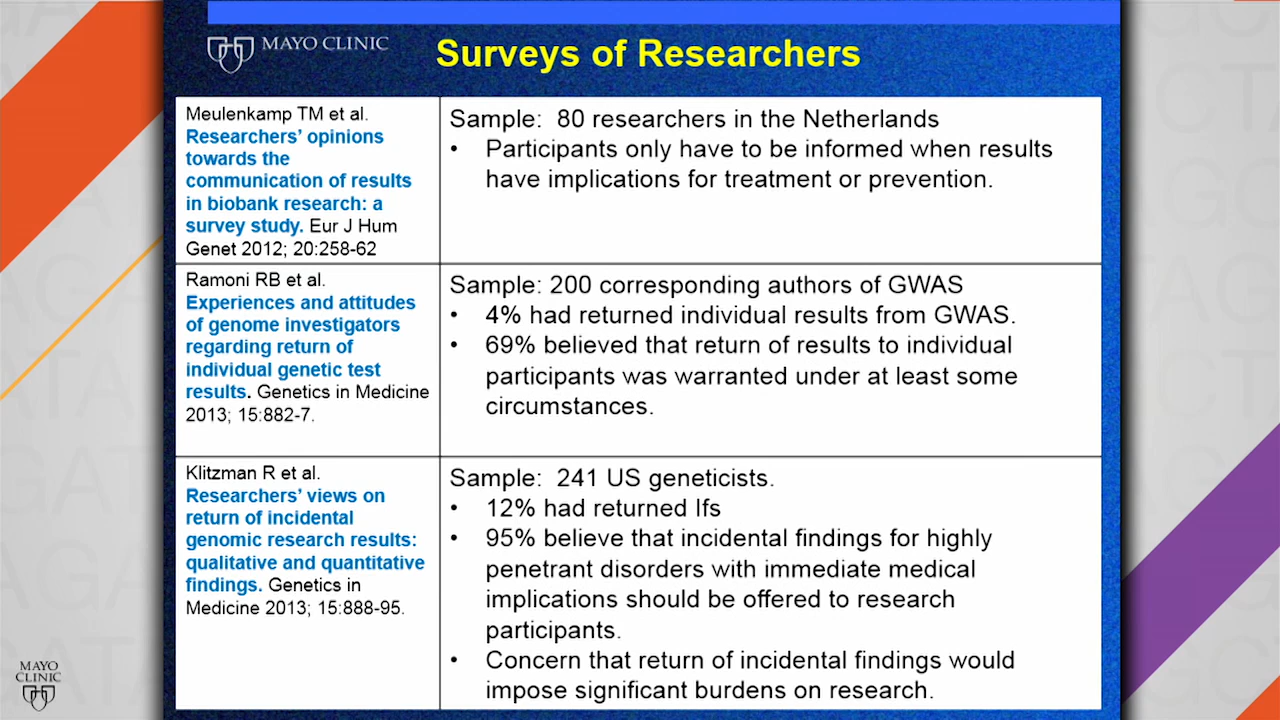 MAYO CLINIC
Surveys of Researchers
Meulenkamp TM et al.
Researchers' opinions
towards the
communication of results
in biobank research: a
survey study. Eur J Hum
Genet 2012; 20:258-62
Sample: 80 researchers in the Netherlands
• Participants only have to be informed when results
have implications for treatment or prevention.
Ramoni RB et al.
Experiences and attitudes
of genome investigators
regarding return of
individual genetic test
results. Genetics in Medicine
2013; 15:882-7.
Sample: 200 corresponding authors of GWAS
• 4% had returned individual results from GWAS.
• 69% believed that return of results to individual
participants was warranted under at least some
circumstances.
Klitzman R et al.
Researchers' views on
return of incidental
genomic research results:
qualitative and quantitative
findings. Genetics in
Medicine 2013; 15:888-95.
Sample: 241 US geneticists.
• 12% had returned Ifs
• 95% believe that incidental findings for highly
penetrant disorders with immediate medical
implications should be offered to research
participants.
• Concern that return of incidental findings would
impose significant burdens on research.
MAYO
CLINIC